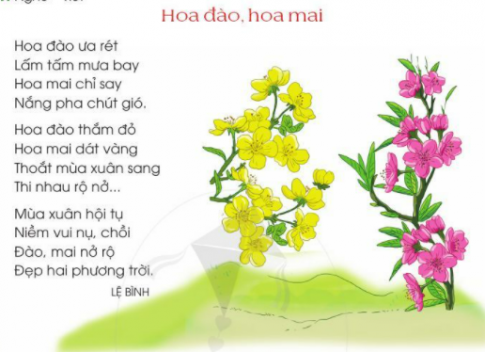 Hoa đào, hoa mai
Hoa đào ưa rét
Lấm tấm mưa bay
Hoa mai chỉ say
Nắng pha chút gió.
Hoa đào thắm đỏ
Hoa mai dát vàng
Thoắt mùa xuân sang
Thi nhau rộ nở...
Mùa xuân hội tụ
Niềm vui nụ, chồi
Đào, mai nở rộ
Đẹp hai phương trời.
LỆ BÌNH